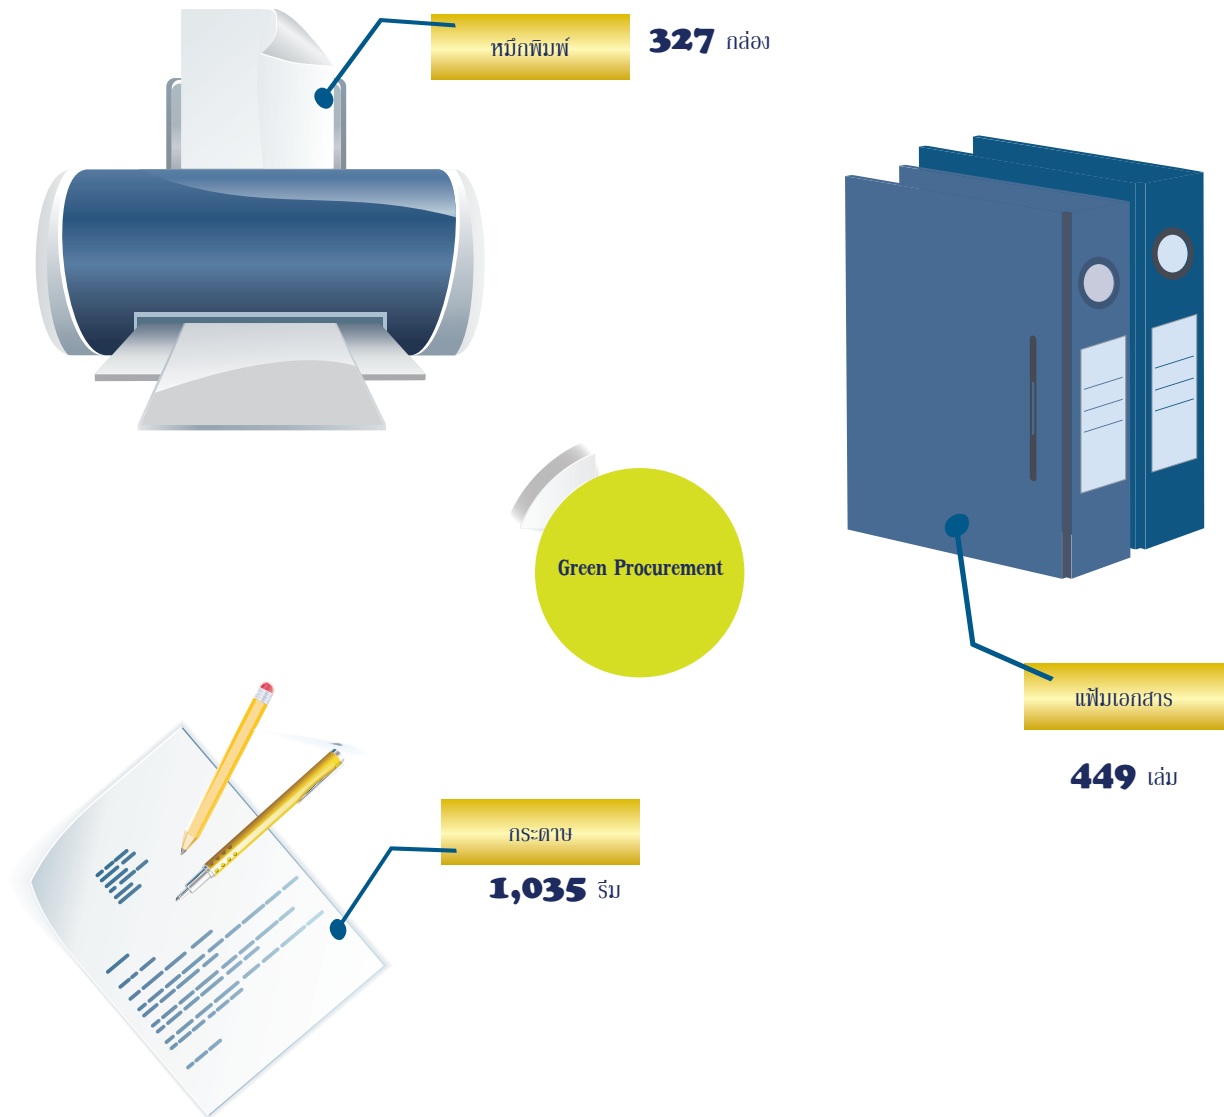 หมึกพิมพ์
327 กล่อง
Green Procurement
แฟ้มเอกสาร
449 เล่ม
กระดาษ
1,035 รีม